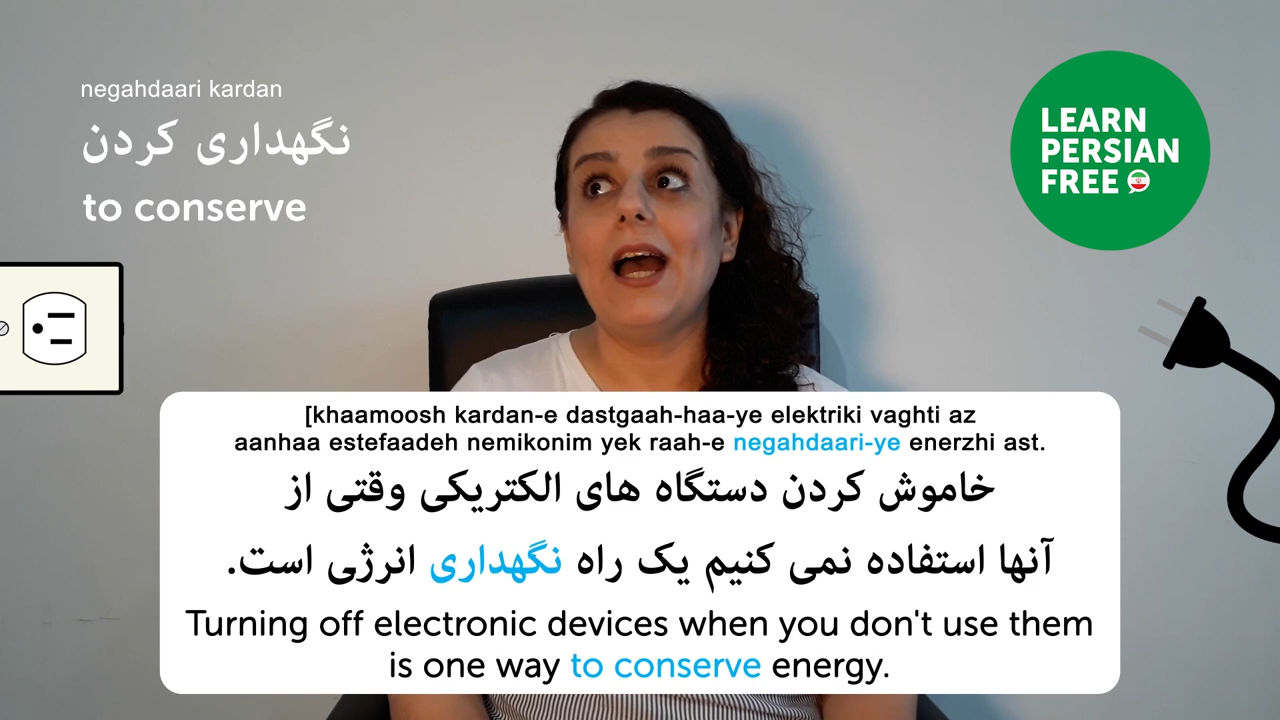 negahdaari kardan
نگهداری کردن
to conserve
LEARN
PERSIAN
FREE
[khaamoosh kardan-e dastgaah-haa-ye elektriki vaghti az
aanhaa estefaadeh nemikonim yek raah-e negahdaari-ye enerzhi ast.
خاموش کردن دستگاه های الکتریکی وقتی از
آنها استفاده نمی کنیم یک راه نگهداری انرژی است.
Turning off electronic devices when you don't use them
is one way to conserve energy.